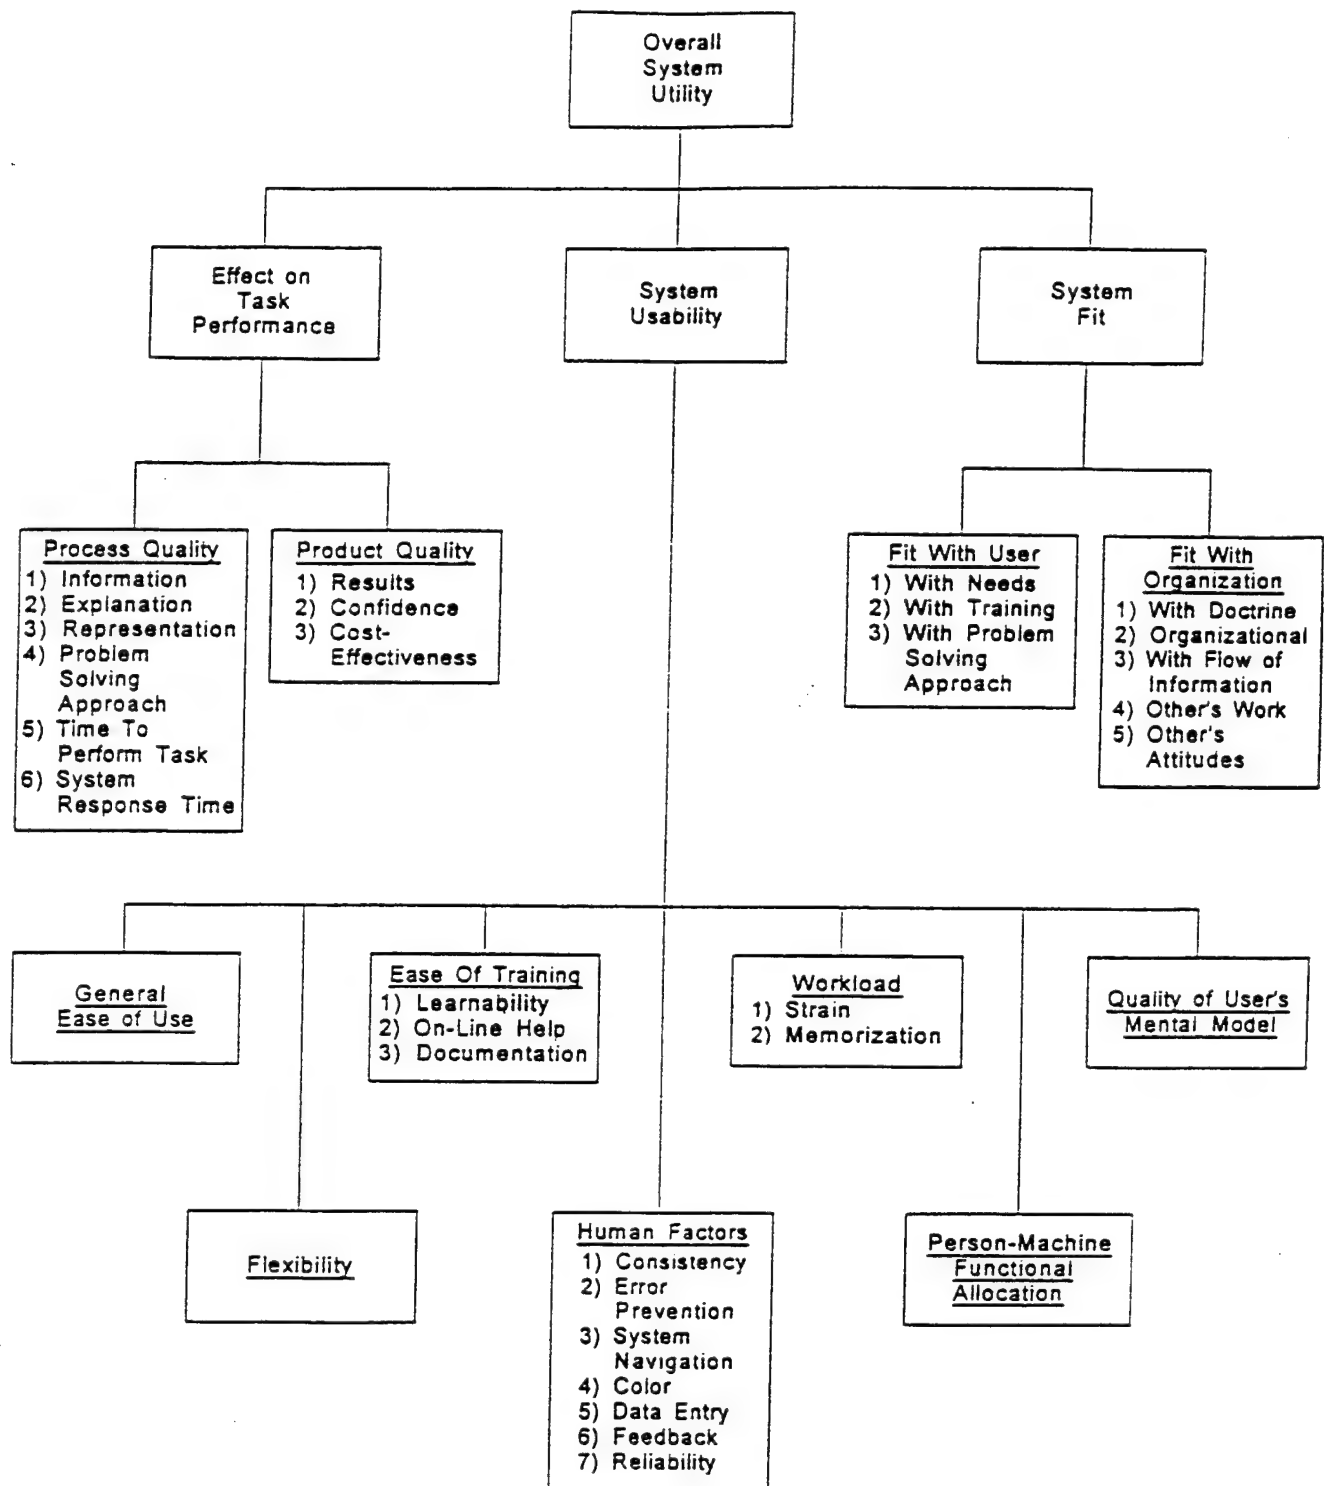 Overall
System
Utility
Effect on
Task
Performance
System
Usability
System
Fit
Process Quality
1) Information
2) Explanation
3) Representation
4) Problem
Solving
Approach
5) Time To
Perform Task
6) System
Response Time
Product Quality
1) Results
2) Confidence
3) Cost-
Effectiveness
Fit With User
1) With Needs
2) With Training
3) With Problem
Solving
Approach
Fit With
Organization
1) With Doctrine
2) Organizational
3) With Flow of
Information
4) Other's Work
5) Other's
Attitudes
General
Ease of Use
Ease Of Training
1) Learnability
2) On-Line Help
3) Documentation
Workload
1) Strain
2) Memorization
Quality of User's
Mental Model
Flexibility
Human Factors
1) Consistency
2) Error
Prevention
3) System
Navigation
4) Color
5) Data Entry
6) Feedback
7) Reliability
Person-Machine
Functional
Allocation